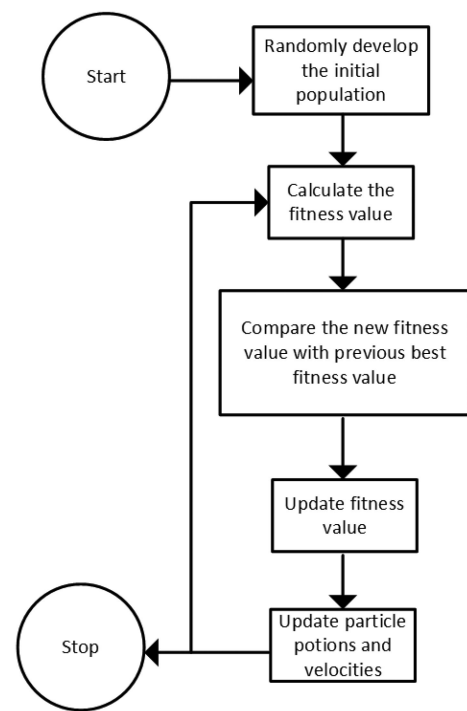 Start
Randomly develop
the initial
population
Calculate the
fitness value
Compare the new fitness
value with previous best
fitness value
Update fitness
value
Update particle
potions and
velocities
Stop